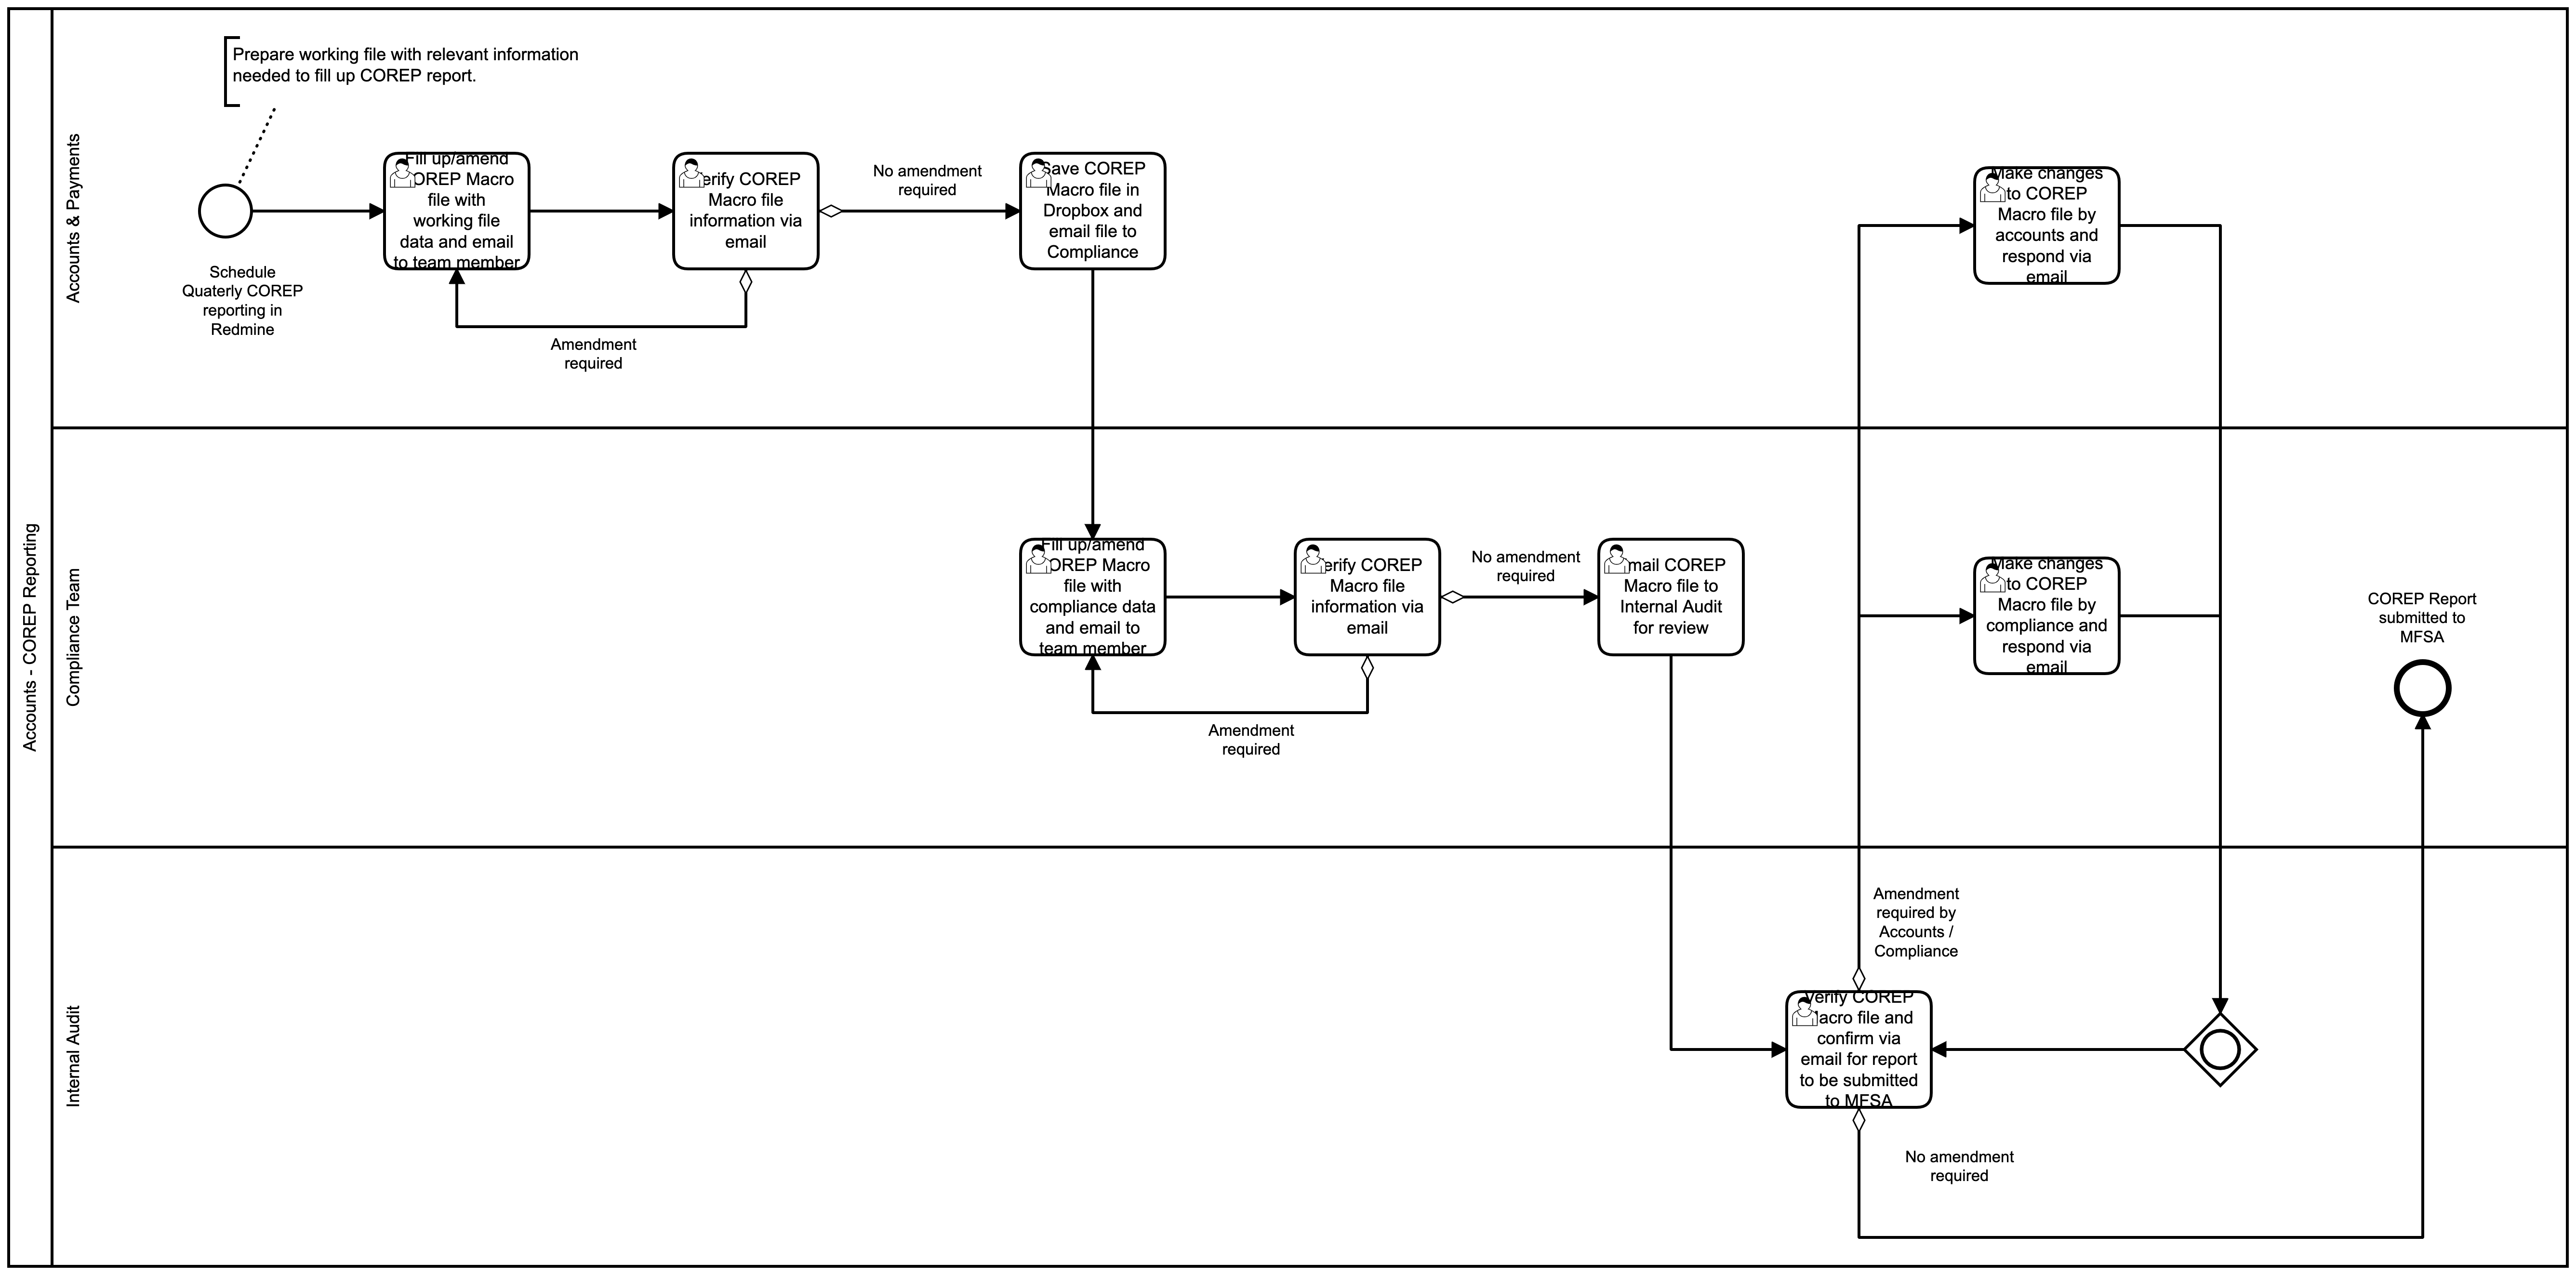 Prepare working file with relevant information
needed to fill up COREP report.
Accounts - COREP Reporting
Accounts & Payments
Schedule
Quaterly COREP
reporting in
Redmine
Fill up/amend
COREP Macro
file with
working file
data and email
to team member
Amendment
required
Verify COREP
Macro file
information via
email
No amendment
required
Save COREP
Macro file in
Dropbox and
email file to
Compliance
Make changes
to COREP
Macro file by
accounts and
respond via
email
Compliance Team
Fill up/amend
COREP Macro
file with
compliance data
and email to
team member
Amendment
required
Verify COREP
Macro file
information via
email
No amendment
required
Email COREP
Macro file to
Internal Audit
for review
Make changes
to COREP
Macro file by
compliance and
respond via
email
COREP Report
submitted to
MFSA
Internal Audit
Amendment
required by
Accounts /
Compliance
Verify COREP
Macro file and
confirm via
email for report
to be submitted
to MFSA
No amendment
required